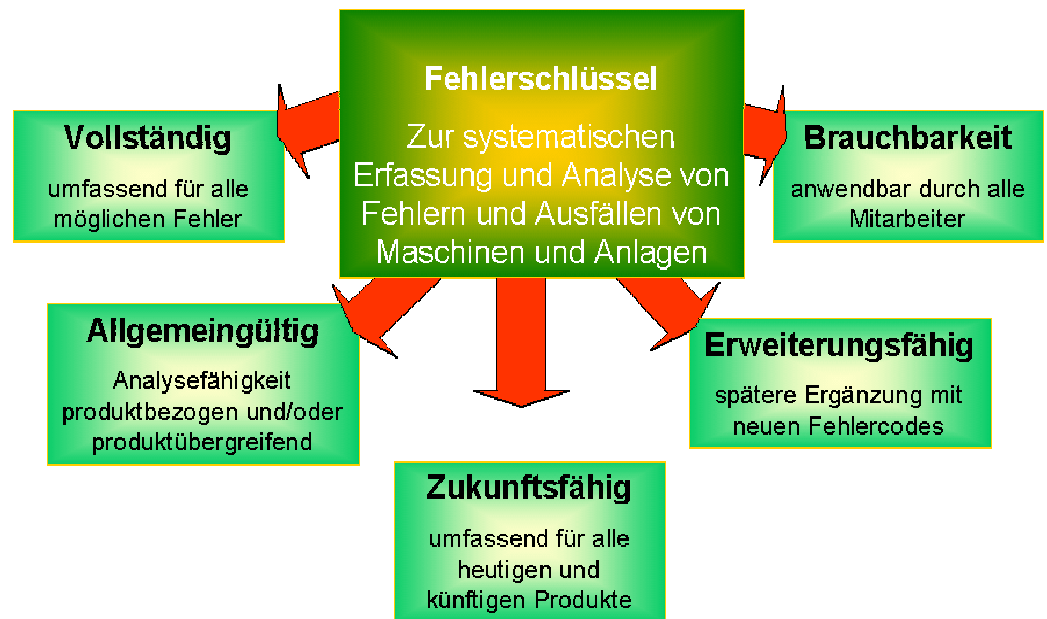 Fehlerschlüssel
Zur systematischen
Erfassung und Analyse von
Fehlern und Ausfällen von
Maschinen und Anlagen
Vollständig
umfassend für alle
möglichen Fehler
Brauchbarkeit
anwendbar durch alle
Mitarbeiter
Allgemeingültig
Analysefähigkeit
produktbezogen und/oder
produktübergreifend
Erweiterungsfähig
spätere Ergänzung mit
neuen Fehlercodes
Zukunftsfähig
umfassend für alle
heutigen und
künftigen Produkte